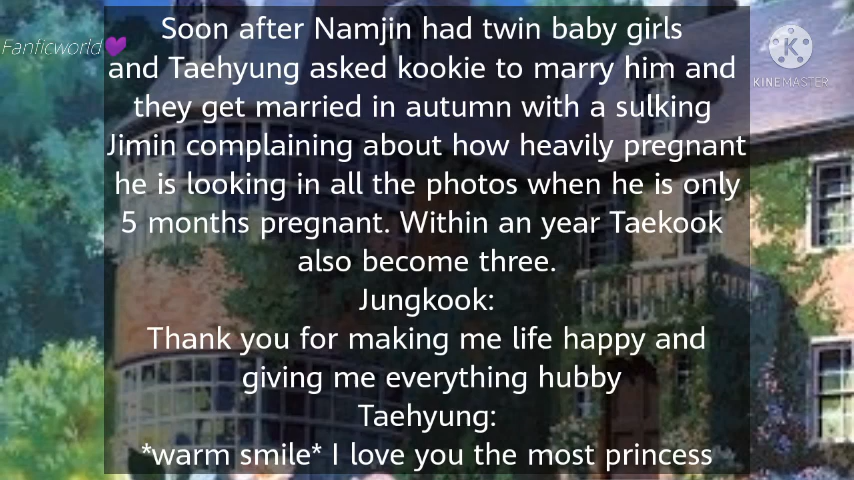 Fanficworld💜
KINEMASTER
Soon after Namjin had twin baby girls
and Taehyung asked kookie to marry him and
they get married in autumn with a sulking
Jimin complaining about how heavily pregnant
he is looking in all the photos when he is only
5 months pregnant. Within an year Taekook
also become three.
Jungkook:
Thank you for making me life happy and
giving me everything hubby
Taehyung:
*warm smile* I love you the most princess